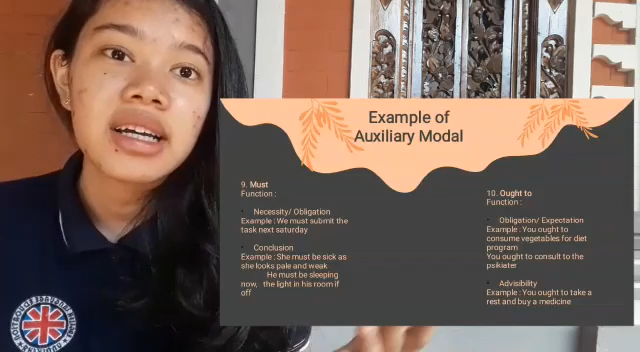 Example of
Auxiliary Modal
9. Must
Function :
• Necessity/ Obligation
Example : We must submit the
task next saturday
• Conclusion
Example : She must be sick as
she looks pale and weak
He must be sleeping
now, the light in his room if
off
10. Ought to
Function :
• Obligation/ Expectation
Example : You ought to
consume vegetables for diet
program
You ought to consult to the
psikiater
• Advisibility
Example : You ought to take a
rest and buy a medicine